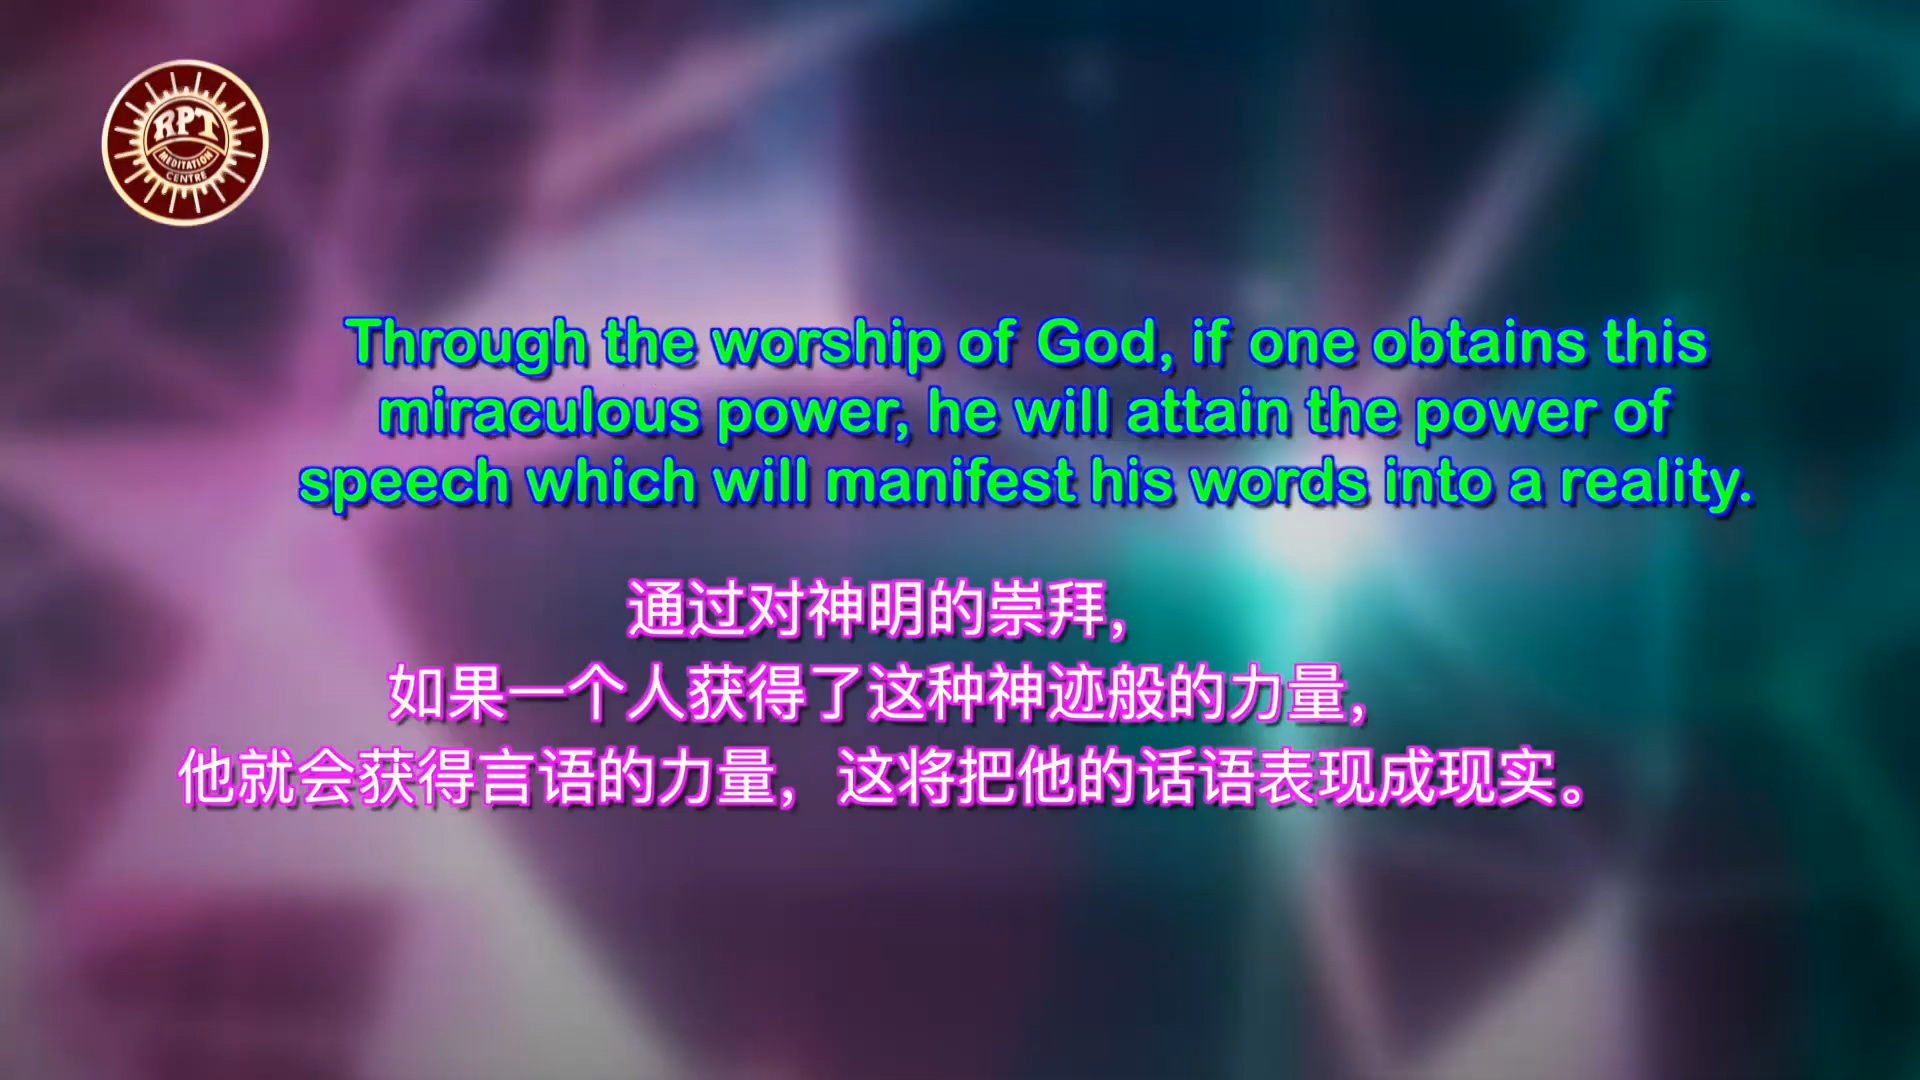 RPT
MEDITATION
CENTRE
Through the worship of God, if one obtains this
miraculous power, he will attain the power of
speech which will manifest his words into a reality.
通过对神明的崇拜，
如果一个人获得了这种神迹般的力量，
他就会获得言语的力量，这将把他的话语表现成现实。